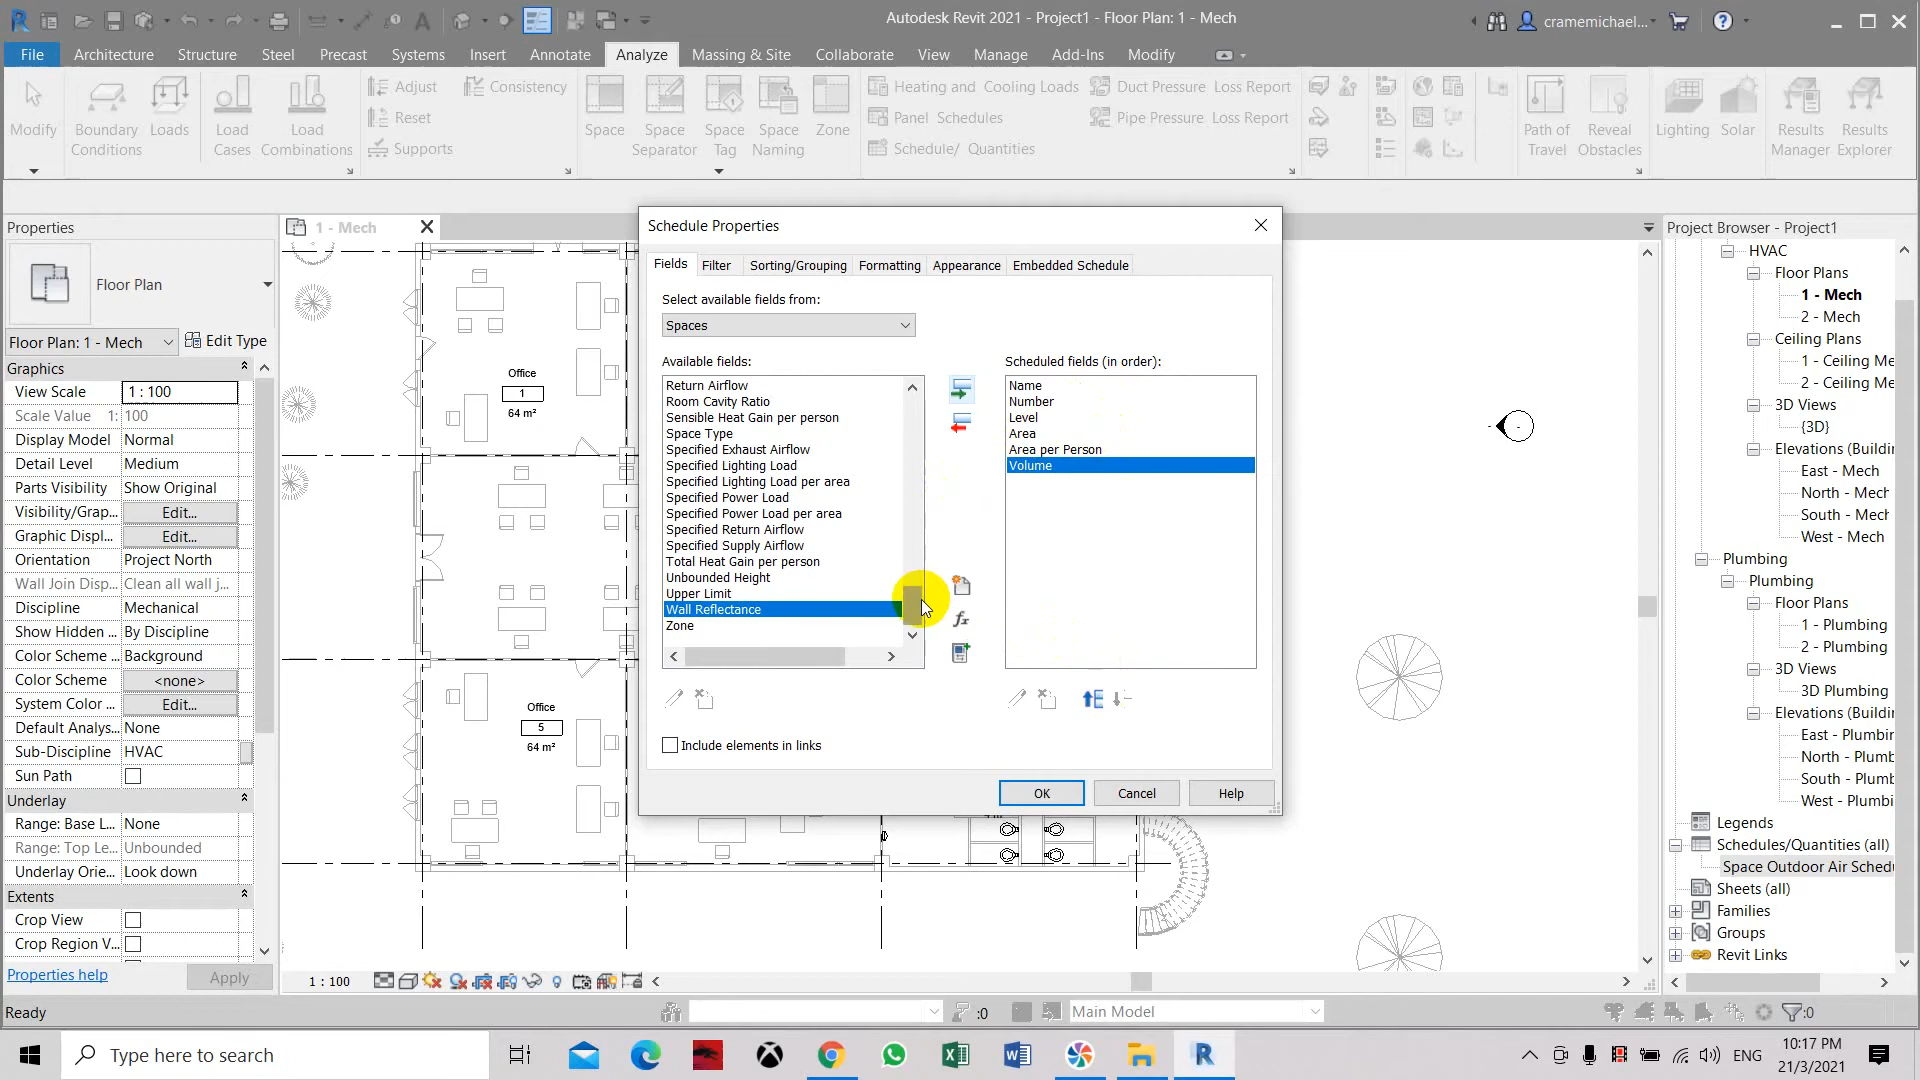 Autodesk Revit 2021 - Project1 - Floor Plan: 1 - Mech
cramemichael...
File Architecture Structure Steel Precast Systems Insert Annotate Analyze Massing & Site Collaborate View Manage Add-Ins Modify
Modify
Boundary Conditions
Loads
Load Cases
Load Combinations
Adjust
Reset
Supports
Consistency
Space
Space Separator
Space Tag
Space Naming
Zone
Heating and Cooling Loads
Panel Schedules
Schedule/ Quantities
Duct Pressure Loss Report
Pipe Pressure Loss Report
Path of Travel
Reveal Obstacles
Lighting
Solar
Results Manager
Results Explorer
Properties
Floor Plan
Floor Plan: 1 - Mech
Edit Type
Graphics
View Scale 1 : 100
Scale Value 1: 100
Display Model Normal
Detail Level Medium
Parts Visibility Show Original
Visibility/Grap... Edit...
Graphic Displ... Edit...
Orientation Project North
Wall Join Disp... Clean all wall j...
Discipline Mechanical
Show Hidden ... By Discipline
Color Scheme ... Background
Color Scheme <none>
System Color ... Edit...
Default Analys... None
Sub-Discipline HVAC
Sun Path
Underlay
Range: Base L... None
Range: Top Le... Unbounded
Underlay Orie... Look down
Extents
Crop View
Crop Region V...
Properties help
Apply
1 - Mech
Office
1
64 m²
Office
5
64 m²
1 : 100
Schedule Properties
Fields Filter Sorting/Grouping Formatting Appearance Embedded Schedule
Select available fields from:
Spaces
Available fields:
Return Airflow
Room Cavity Ratio
Sensible Heat Gain per person
Space Type
Specified Exhaust Airflow
Specified Lighting Load
Specified Lighting Load per area
Specified Power Load
Specified Power Load per area
Specified Return Airflow
Specified Supply Airflow
Total Heat Gain per person
Unbounded Height
Upper Limit
Wall Reflectance
Zone
fx
Scheduled fields (in order):
Name
Number
Level
Area
Area per Person
Volume
Include elements in links
OK Cancel Help
Project Browser - Project1
HVAC
Floor Plans
1 - Mech
2 - Mech
Ceiling Plans
1 - Ceiling Me
2 - Ceiling Me
3D Views
{3D}
Elevations (Buildin
East - Mech
North - Mech
South - Mech
West - Mech
Plumbing
Plumbing
Floor Plans
1 - Plumbing
2 - Plumbing
3D Views
3D Plumbing
Elevations (Buildin
East - Plumbin
North - Plumb
South - Plumb
West - Plumbi
Legends
Schedules/Quantities (all)
Space Outdoor Air Schedu
Sheets (all)
Families
Groups
Revit Links
Ready
:0
Main Model
:0
Type here to search
ENG
10:17 PM
21/3/2021